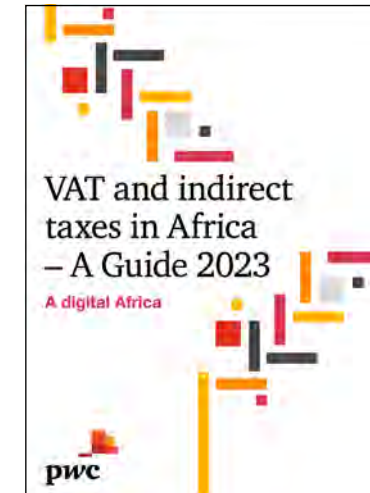 VAT and indirect
taxes in Africa
– A Guide 2023
A digital Africa
pwc